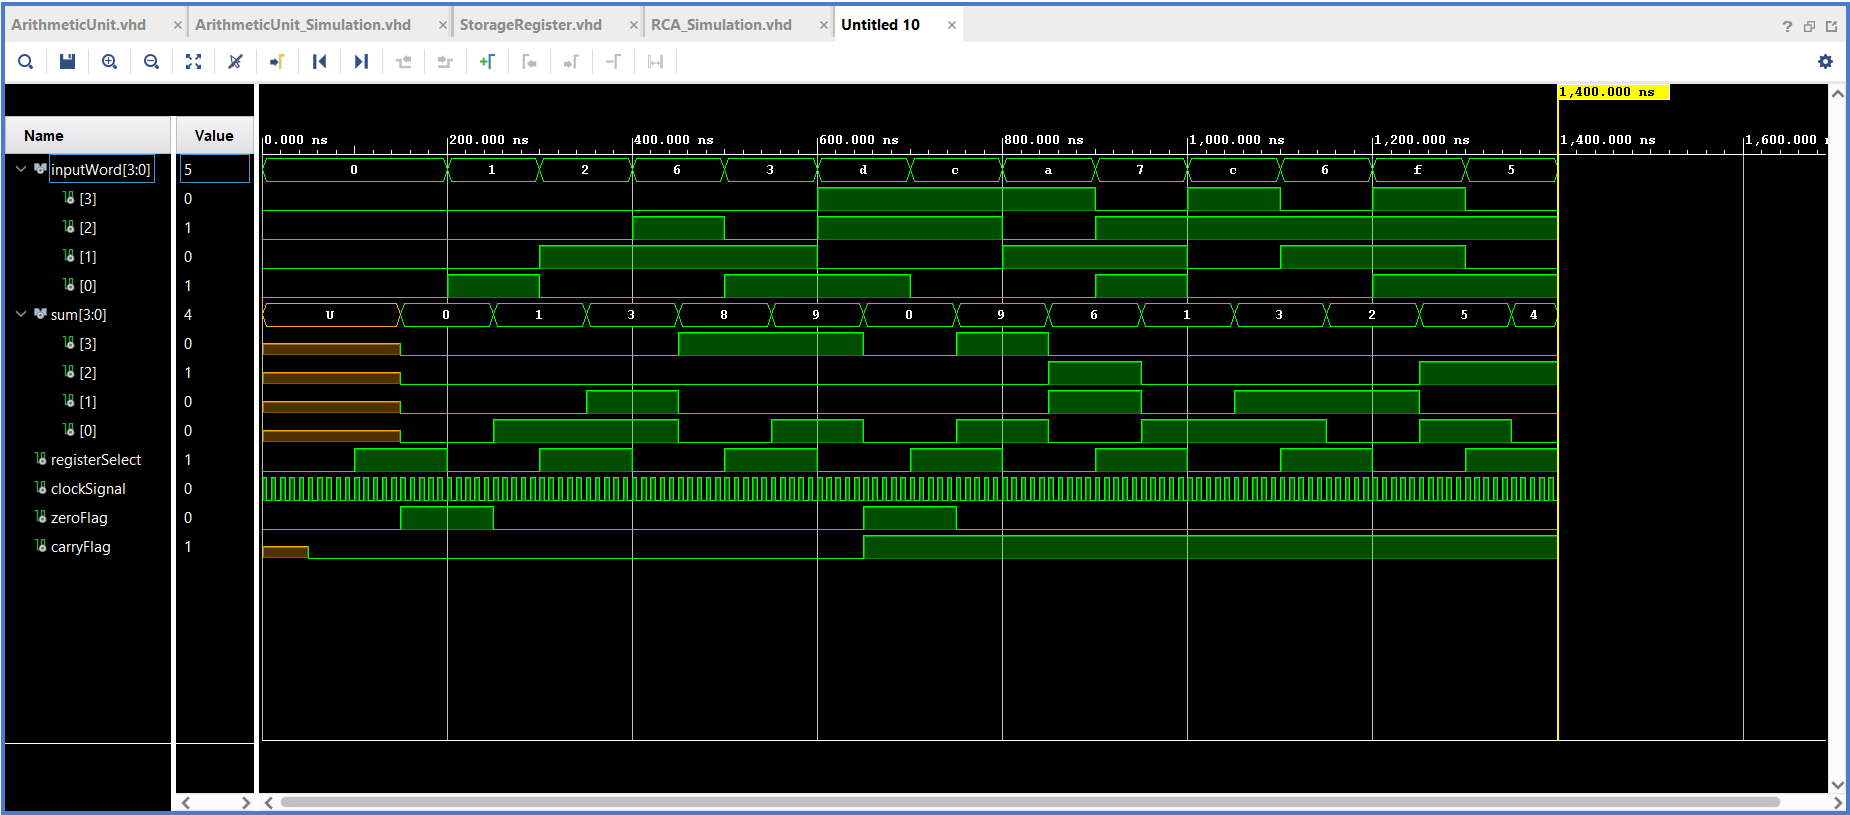 ArithmeticUnit.vhd × ArithmeticUnit_Simulation.vhd × StorageRegister.vhd × RCA_Simulation.vhd × Untitled 10 ×
1,400.000 ns
Name Value 0.000 ns 200.000 ns 400.000 ns 600.000 ns 800.000 ns 1,000.000 ns 1,200.000 ns 1,400.000 ns 1,600.000
inputWord[3:0] 5 0 1 2 6 3 d c a 7 c 6 f 5
[3] 0
[2] 1
[1] 0
[0] 1
sum[3:0] 4 U 0 1 3 8 9 0 9 6 1 3 2 5 4
[3] 0
[2] 1
[1] 0
[0] 0
registerSelect 1
clockSignal 0
zeroFlag 0
carryFlag 1